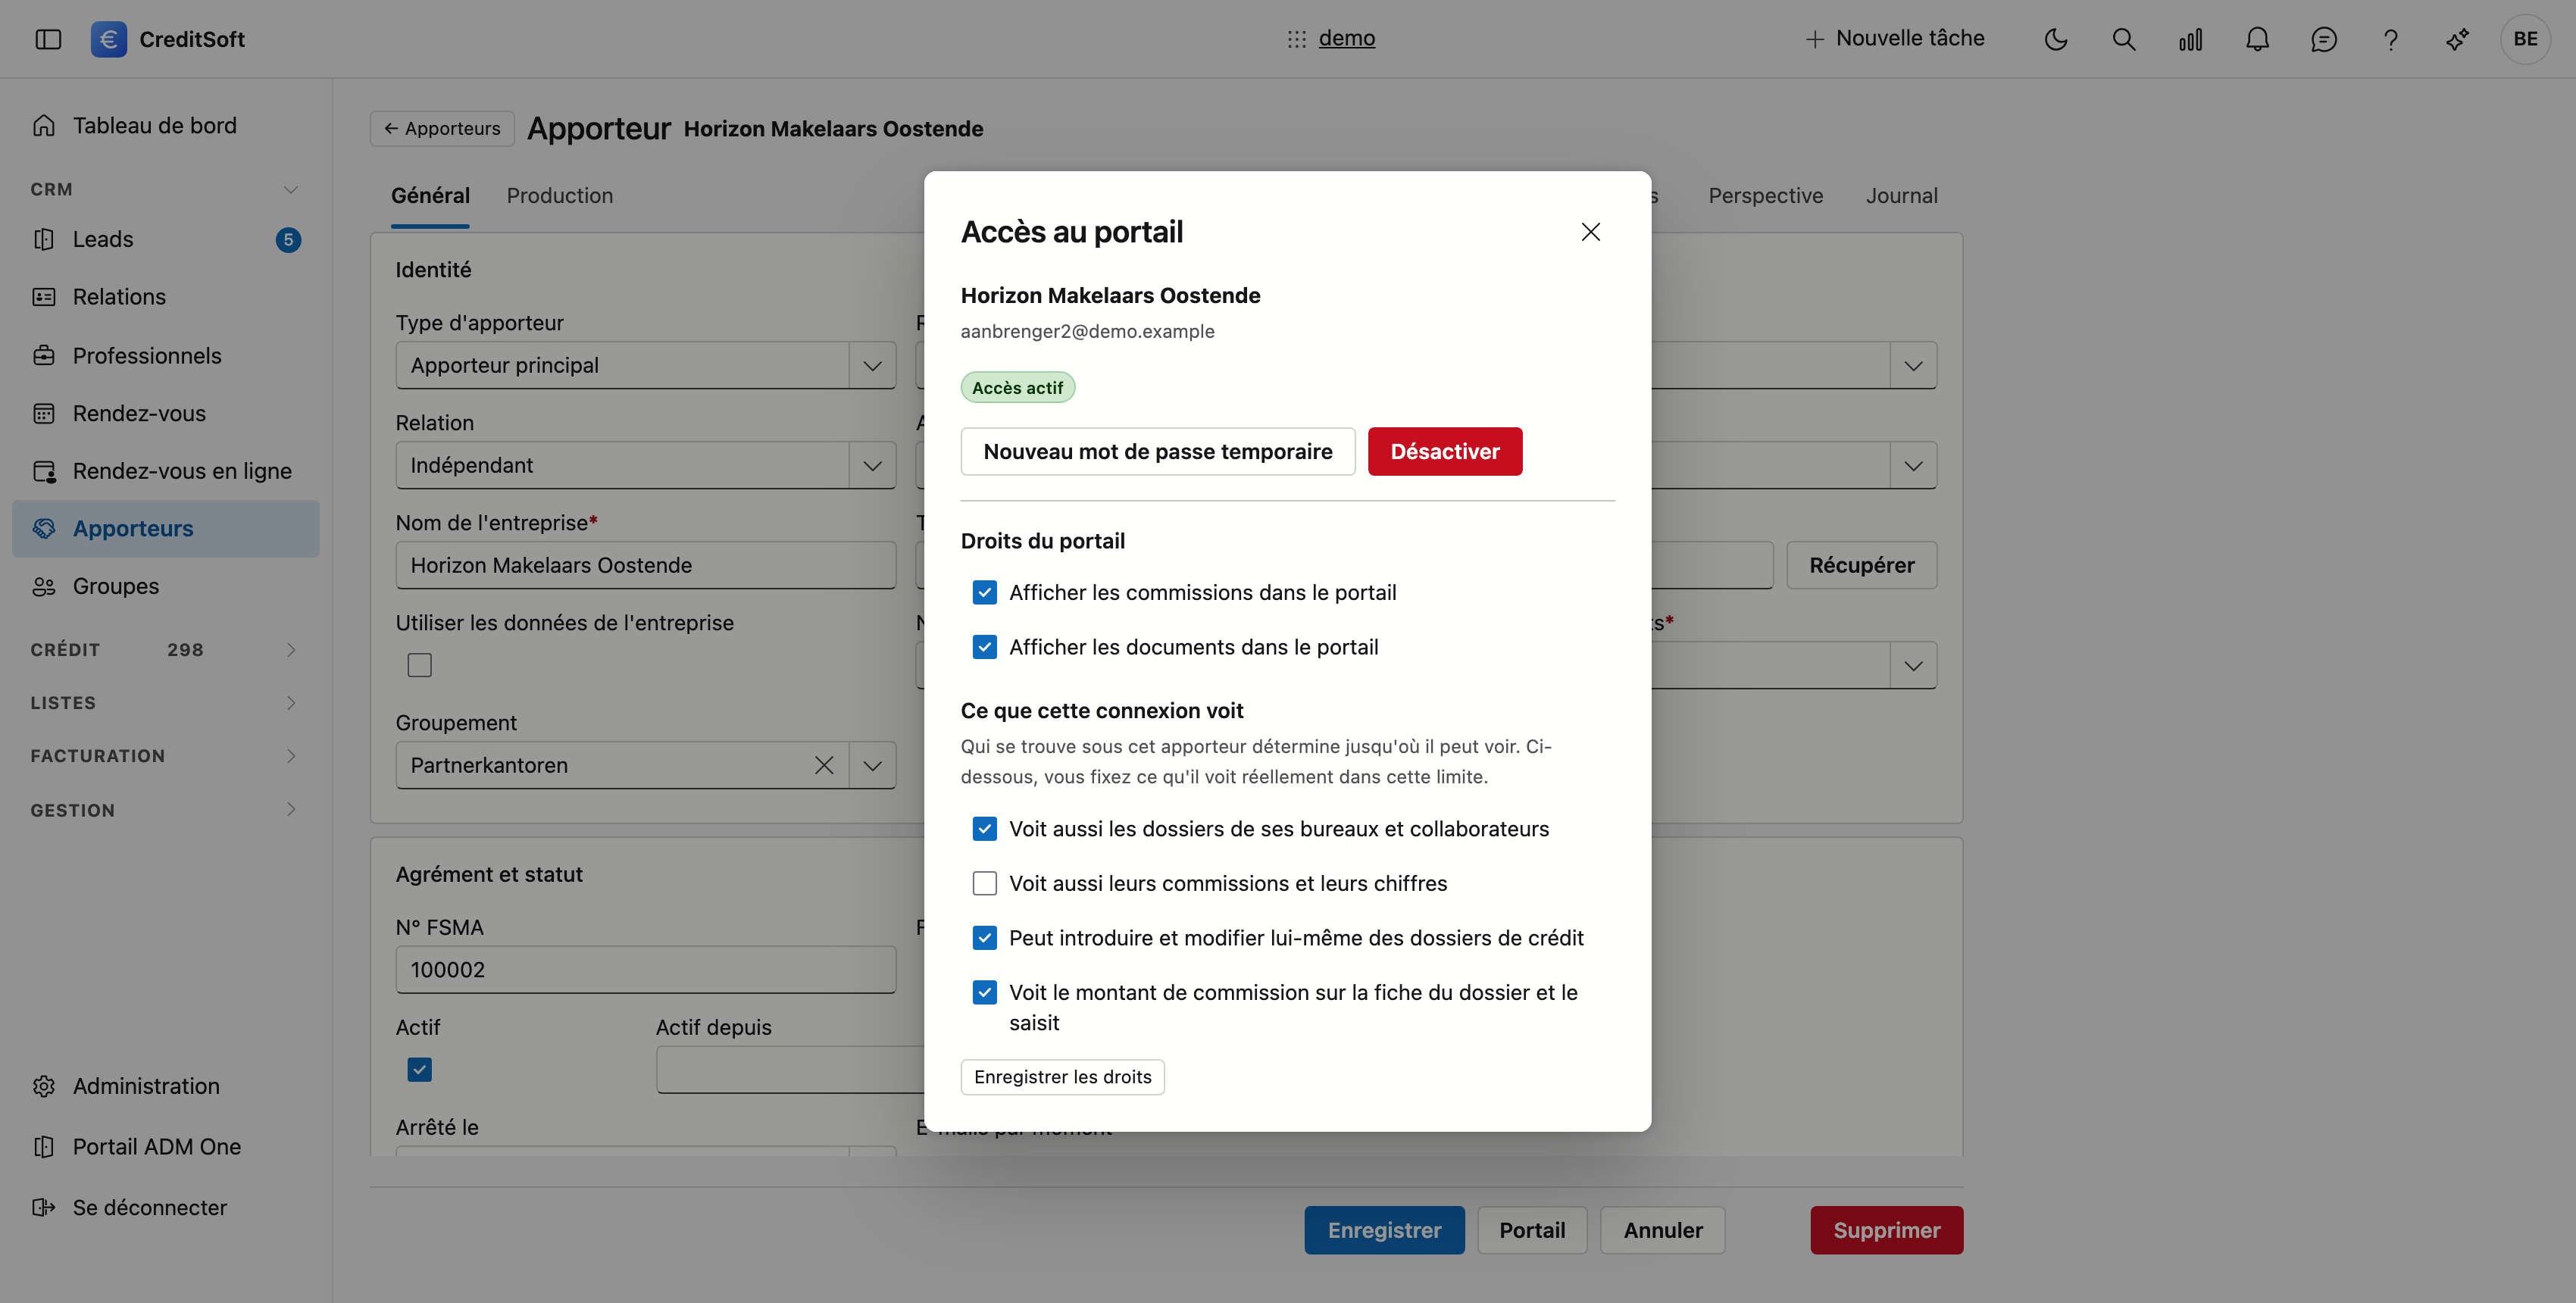 CreditSoft
demo
Nouvelle tâche
BE
Tableau de bord
CRM
Leads
5
Relations
Professionnels
Rendez-vous
Rendez-vous en ligne
Apporteurs
Groupes
CRÉDIT 298
LISTES
FACTURATION
GESTION
Administration
Portail ADM One
Se déconnecter
← Apporteurs
Apporteur Horizon Makelaars Oostende
Général
Production
Perspective
Journal
Identité
Type d'apporteur
Apporteur principal
Relation
Indépendant
Nom de l'entreprise*
Horizon Makelaars Oostende
Récupérer
Utiliser les données de l'entreprise
Groupement
Partnerkantoren
Agrément et statut
N° FSMA
100002
Actif
Actif depuis
Arrêté le
Accès au portail
Horizon Makelaars Oostende
aanbrenger2@demo.example
Accès actif
Nouveau mot de passe temporaire
Désactiver
Droits du portail
Afficher les commissions dans le portail
Afficher les documents dans le portail
Ce que cette connexion voit
Qui se trouve sous cet apporteur détermine jusqu'où il peut voir. Ci-
dessous, vous fixez ce qu'il voit réellement dans cette limite.
Voit aussi les dossiers de ses bureaux et collaborateurs
Voit aussi leurs commissions et leurs chiffres
Peut introduire et modifier lui-même des dossiers de crédit
Voit le montant de commission sur la fiche du dossier et le
saisit
Enregistrer les droits
Enregistrer
Portail
Annuler
Supprimer